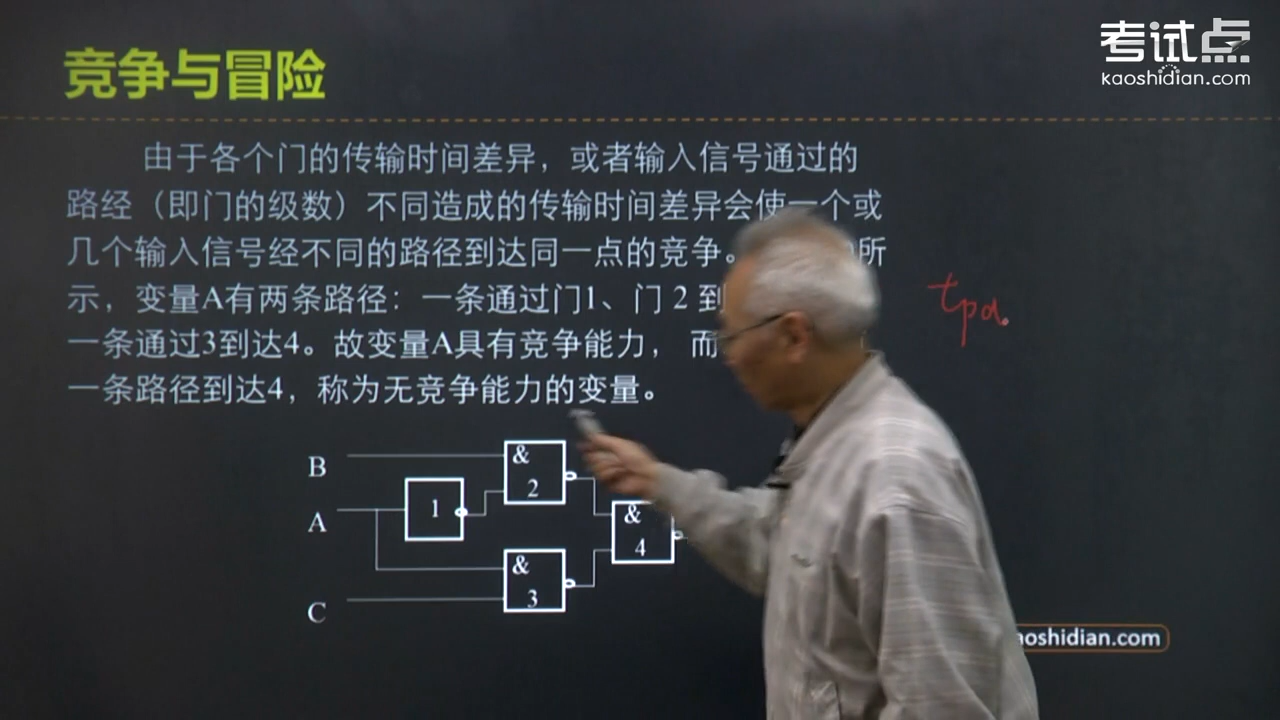 考试点
kaoshidian.com
竞争与冒险
由于各个门的传输时间差异，或者输入信号通过的
路经（即门的级数）不同造成的传输时间差异会使一个或
几个输入信号经不同的路径到达同一点的竞争。
所
示，变量A有两条路径：一条通过门1、门 2 到
一条通过3到达4。故变量A具有竞争能力， 而
一条路径到达4，称为无竞争能力的变量。
tpd.
B
&
2
A
1
&
4
&
3
C
aoshidian.com